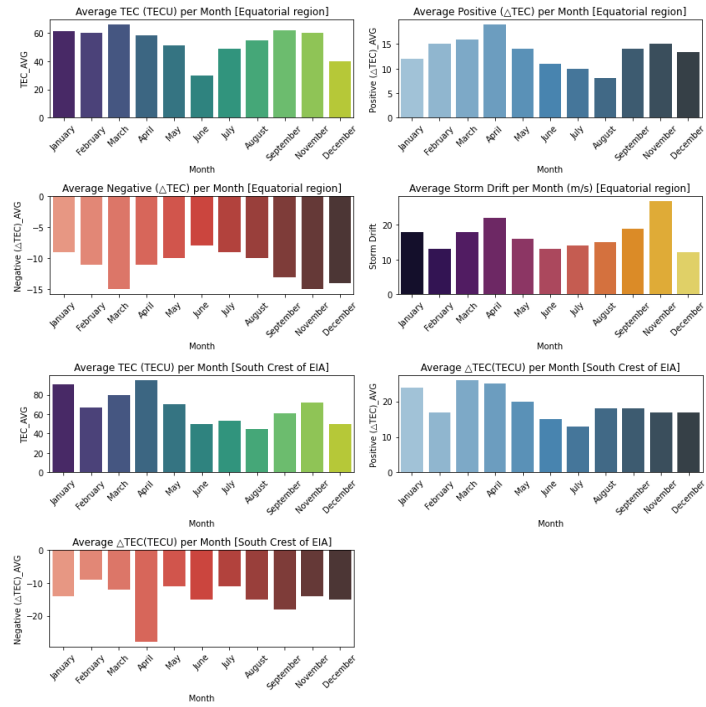 Average TEC (TECU) per Month [Equatorial region]
TEC_AVG
60
40
20
0
January
February
March
April
May
June
July
August
September
November
December
Month
Average Positive (△TEC) per Month [Equatorial region]
Positive (△TEC)_AVG
15
10
5
0
January
February
March
April
May
June
July
August
September
November
December
Month
Average Negative (△TEC) per Month [Equatorial region]
Negative (△TEC)_AVG
0
−5
−10
−15
January
February
March
April
May
June
July
August
September
November
December
Month
Average Storm Drift per Month (m/s) [Equatorial region]
Storm Drift
20
10
0
January
February
March
April
May
June
July
August
September
November
December
Month
Average TEC (TECU) per Month [South Crest of EIA]
TEC_AVG
80
60
40
20
0
January
February
March
April
May
June
July
August
September
November
December
Month
Average △TEC(TECU) per Month [South Crest of EIA]
Positive (△TEC)_AVG
20
10
0
January
February
March
April
May
June
July
August
September
November
December
Month
Average △TEC(TECU) per Month [South Crest of EIA]
Negative (△TEC)_AVG
0
−10
−20
January
February
March
April
May
June
July
August
September
November
December
Month